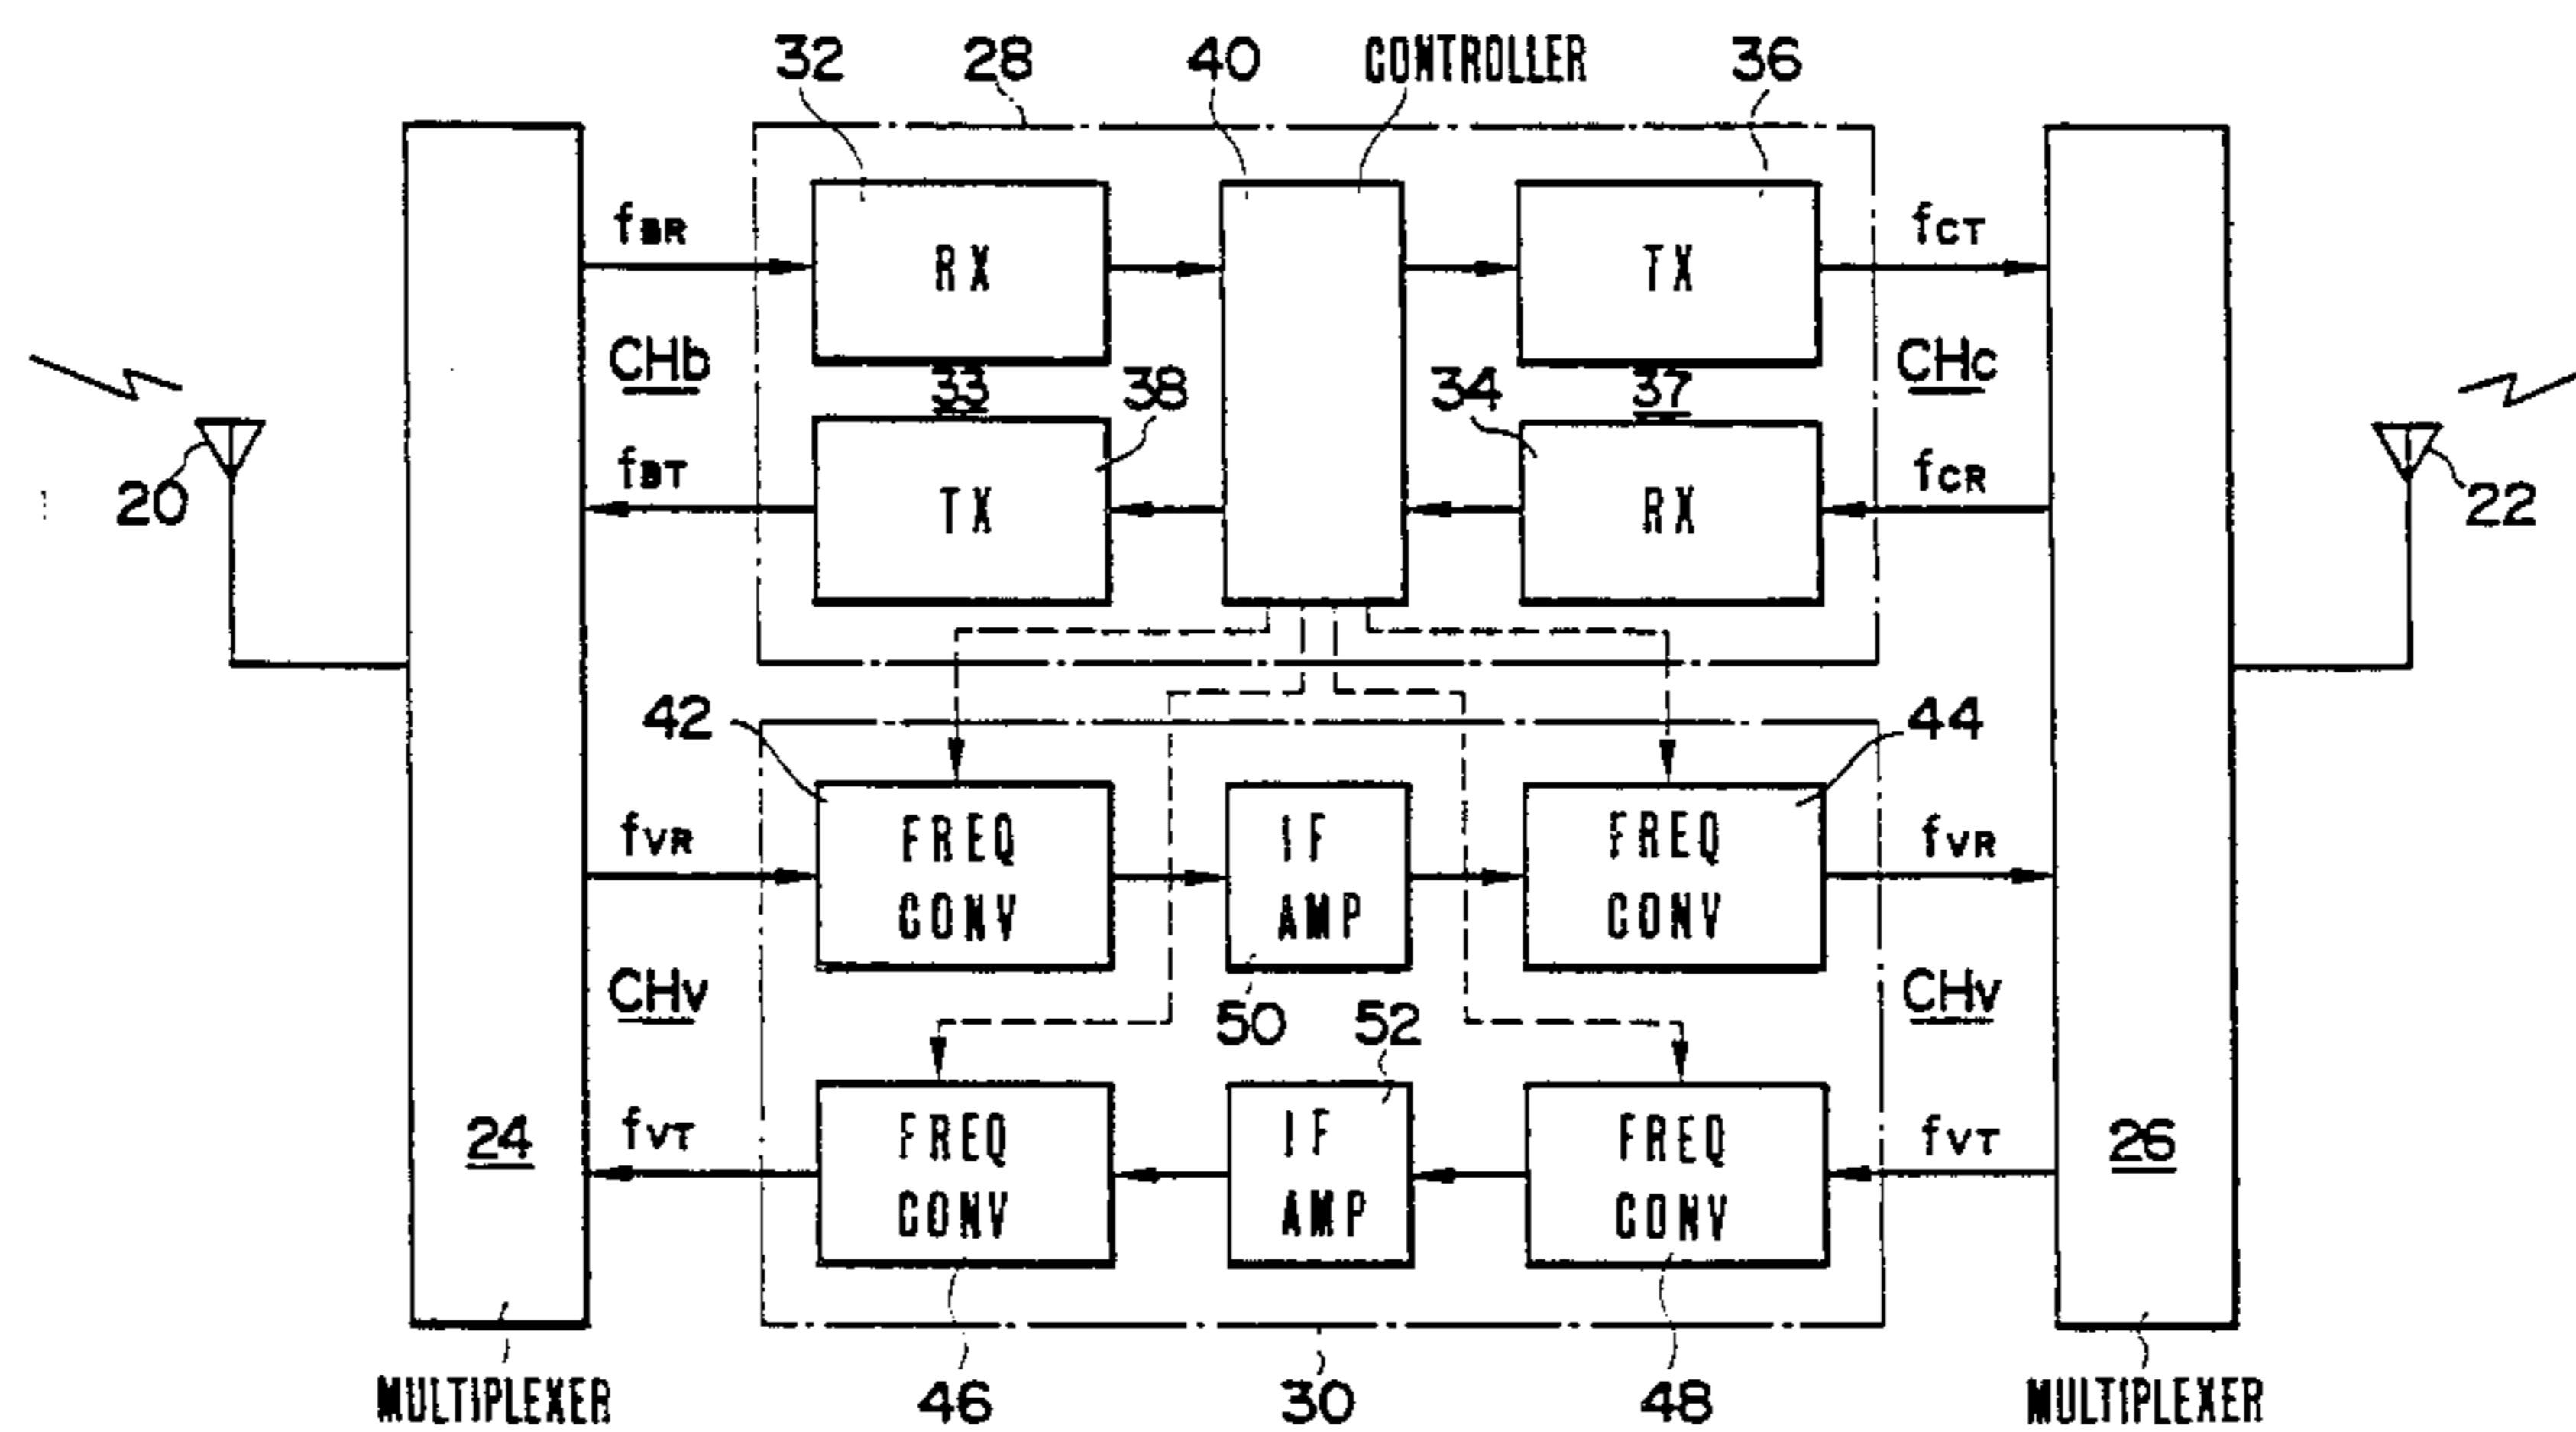 32 28 40 CONTROLLER 36
fBR RX TX fCT
CHb 33 38 34 37 CHc
20 fBT TX RX fCR 22
42 44
fVR FREQ CONV IF AMP FREQ CONV fVR
CHv 50 52 CHv
24 fVT FREQ CONV IF AMP FREQ CONV fVT 26
MULTIPLEXER 46 30 48 MULTIPLEXER